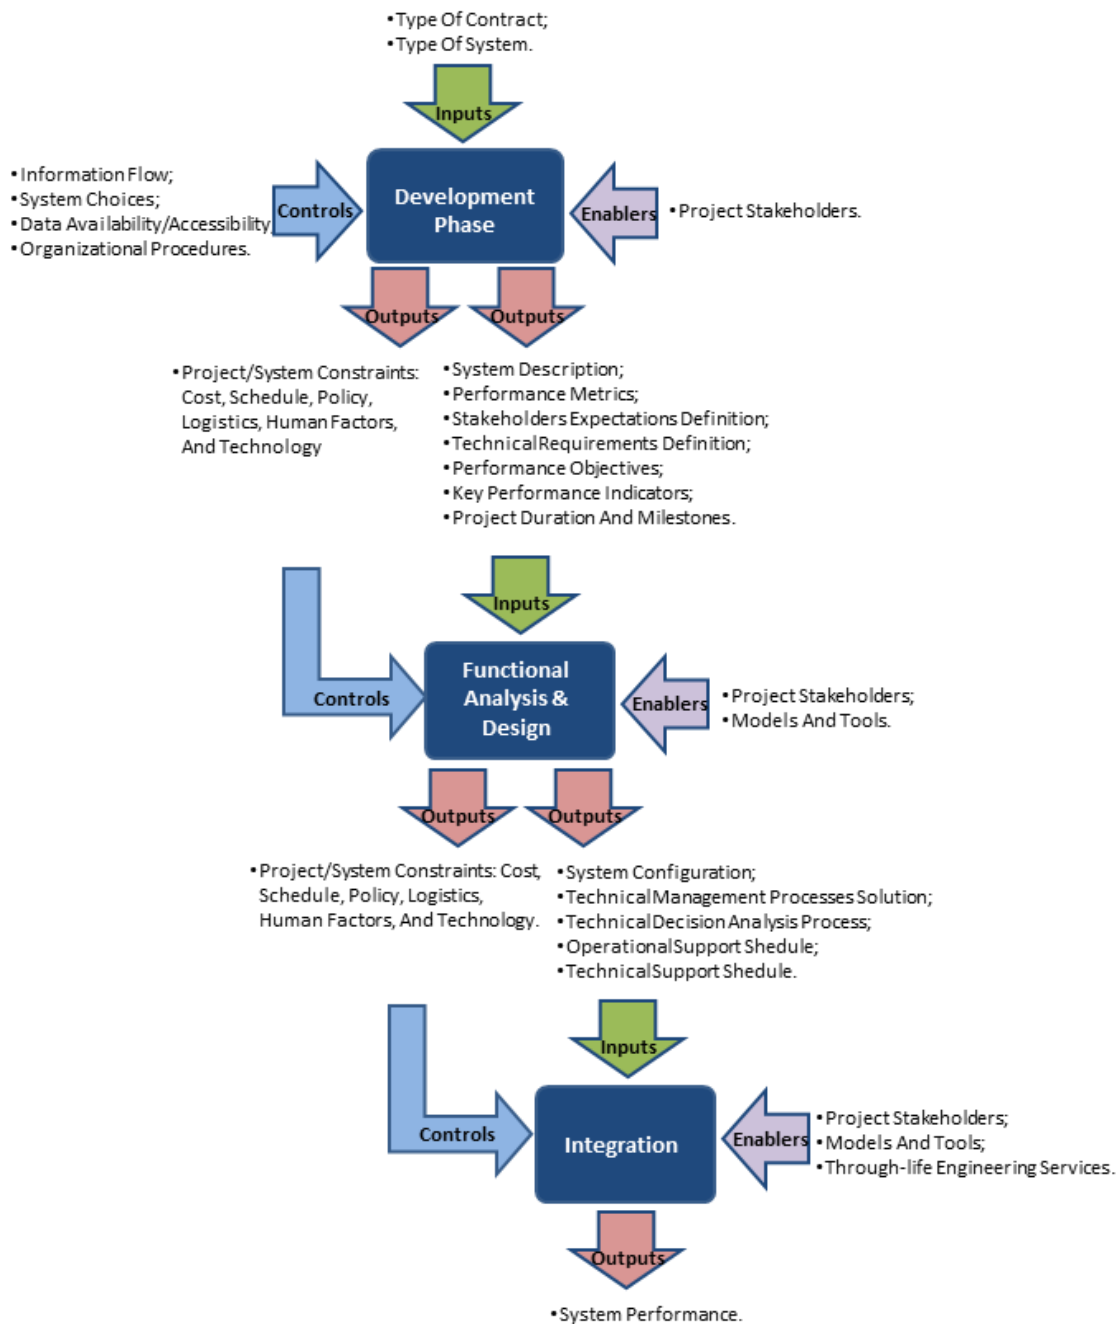 •Type Of Contract;
•Type Of System.
Inputs
•Information Flow;
•System Choices;
•Data Availability/Accessibility
•Organizational Procedures.
Controls
Development
Phase
Enablers
•Project Stakeholders.
Outputs
Outputs
•Project/System Constraints:
Cost, Schedule, Policy,
Logistics, Human Factors,
And Technology
•System Description;
•Performance Metrics;
•Stakeholders Expectations Definition;
•Technical Requirements Definition;
•Performance Objectives;
•Key Performance Indicators;
•Project Duration And Milestones.
Inputs
Controls
Functional
Analysis &
Design
Enablers
•Project Stakeholders;
•Models And Tools.
Outputs
Outputs
•Project/System Constraints: Cost,
Schedule, Policy, Logistics,
Human Factors, And Technology.
•System Configuration;
•Technical Management Processes Solution;
•Technical Decision Analysis Process;
•Operational Support Shedule;
•Technical Support Shedule.
Inputs
Controls
Integration
Enablers
•Project Stakeholders;
•Models And Tools;
•Through-life Engineering Services.
Outputs
•System Performance.